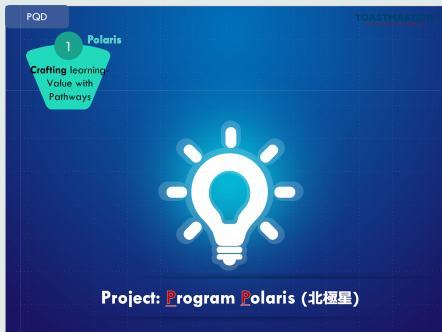 PQD
TOASTMASTERS
1
Polaris
Crafting learning
Value with
Pathways
Project: Program Polaris (北極星)